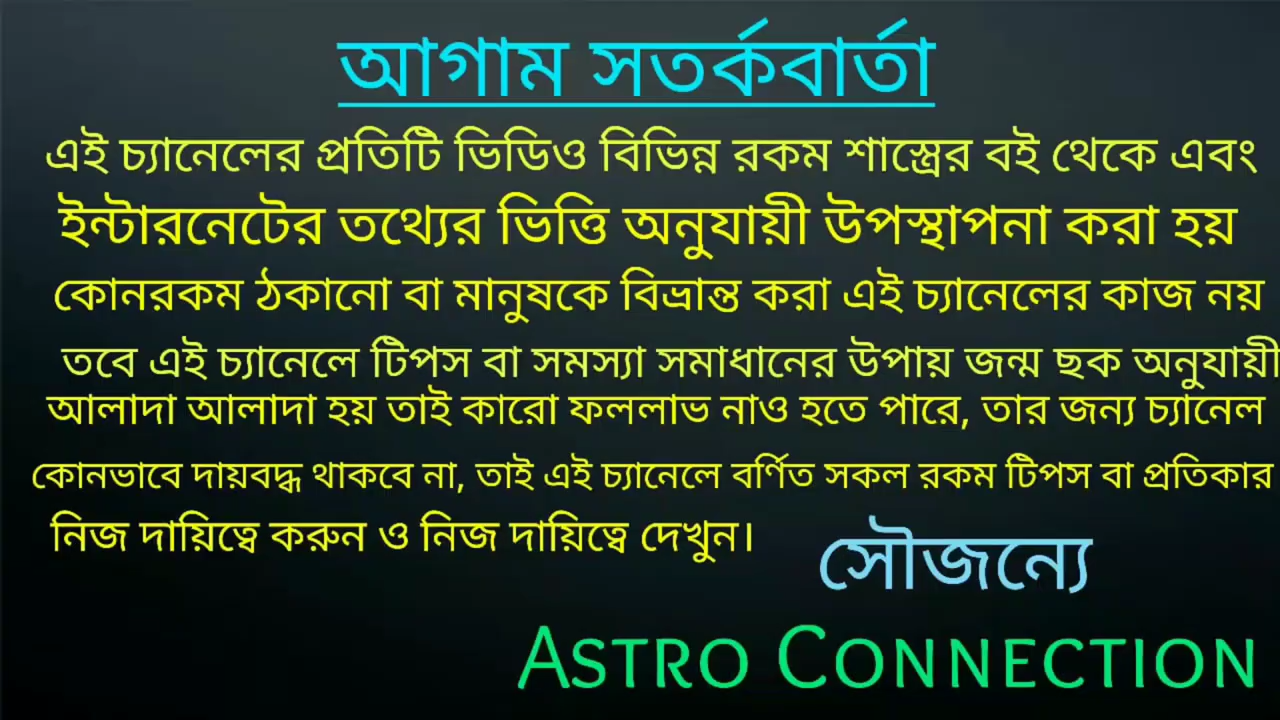 আগাম সতর্কবার্তা
এই চ্যানেলের প্রতিটি ভিডিও বিভিন্ন রকম শাস্ত্রের বই থেকে এবং
ইন্টারনেটের তথ্যের ভিত্তি অনুযায়ী উপস্থাপনা করা হয়
কোনরকম ঠকানো বা মানুষকে বিভ্রান্ত করা এই চ্যানেলের কাজ নয়
তবে এই চ্যানেলে টিপস বা সমস্যা সমাধানের উপায় জন্ম ছক অনুযায়ী
আলাদা আলাদা হয় তাই কারো ফললাভ নাও হতে পারে, তার জন্য চ্যানেল
কোনভাবে দায়বদ্ধ থাকবে না, তাই এই চ্যানেলে বর্ণিত সকল রকম টিপস বা প্রতিকার
নিজ দায়িত্বে করুন ও নিজ দায়িত্বে দেখুন।
সৌজন্যে
ASTRO CONNECTION